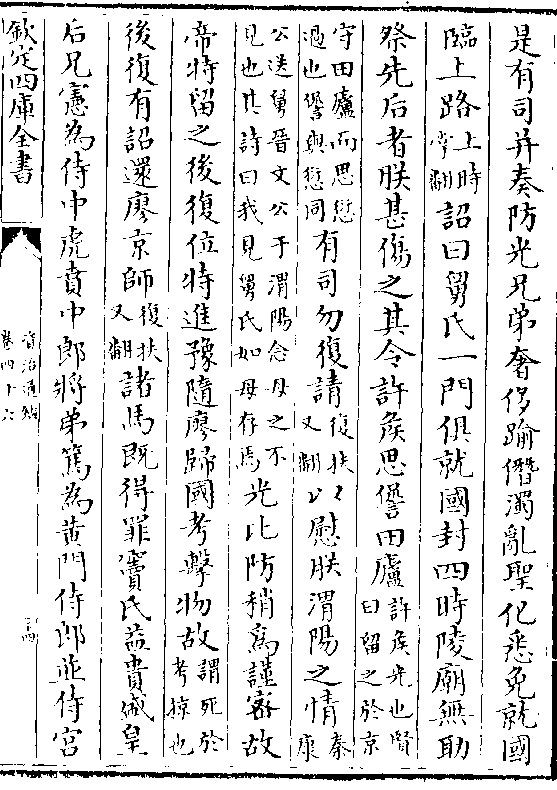 是有司并奏防光兄弟奢侈踰僭濁亂聖化悉免就國
臨上路上時掌翻詔曰舅氏一門俱就國封四時陵廟無助
祭先后者朕甚傷之其令許侯思諐田廬許侯光也賢曰留之於京
守田廬而思愆過也諐與愆同有司勿復請復扶又翻以慰朕渭陽之情秦康
公送舅晉文公于渭陽念母之不見也其詩曰我見舅氏如母存焉光比防稍為謹密故
帝特留之後復位特進豫隨廖歸國考擊物故謂死於考掠也
後復有詔還廖京師復扶又翻諸馬既得罪竇氏益貴盛皇
后兄憲為侍中虎賁中郎將弟篤為黃門侍郎並侍宮
欽定四庫全書
資治通鑑
卷四十六